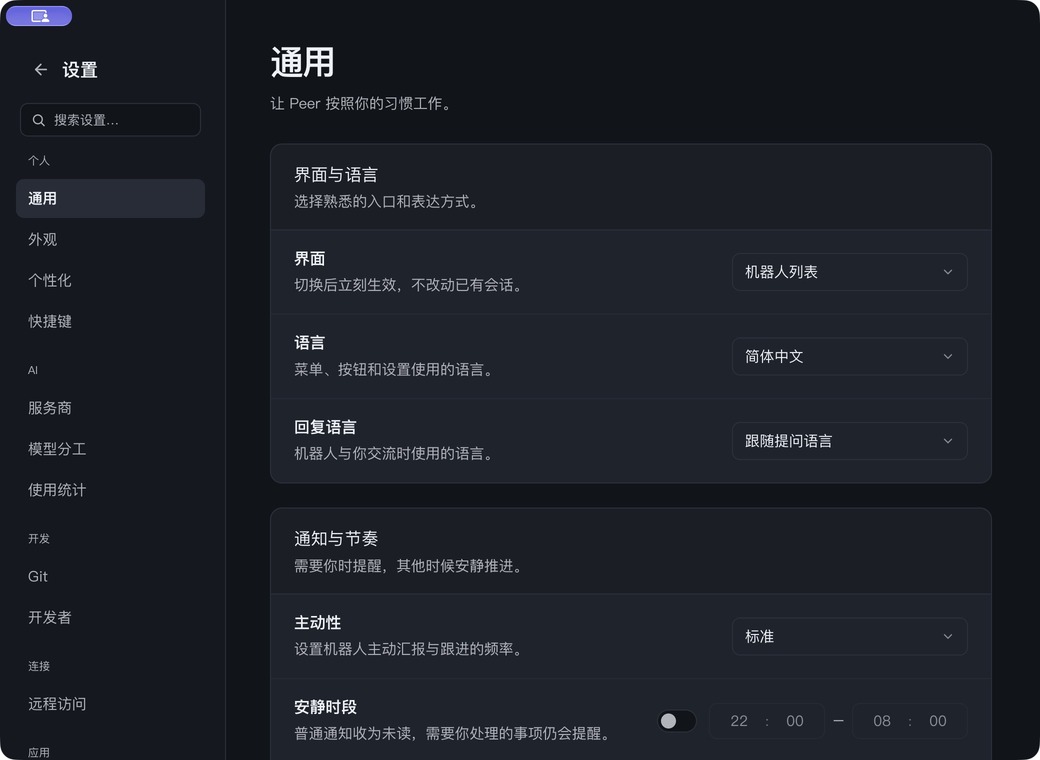 设置
搜索设置...
个人
通用
外观
个性化
快捷键
AI
服务商
模型分工
使用统计
开发
Git
开发者
连接
远程访问
应用
通用
让 Peer 按照你的习惯工作。
界面与语言
选择熟悉的入口和表达方式。
界面
切换后立刻生效，不改动已有会话。
机器人列表
语言
菜单、按钮和设置使用的语言。
简体中文
回复语言
机器人与你交流时使用的语言。
跟随提问语言
通知与节奏
需要你时提醒，其他时候安静推进。
主动性
设置机器人主动汇报与跟进的频率。
标准
安静时段
普通通知收为未读，需要你处理的事项仍会提醒。
22 : 00 – 08 : 00